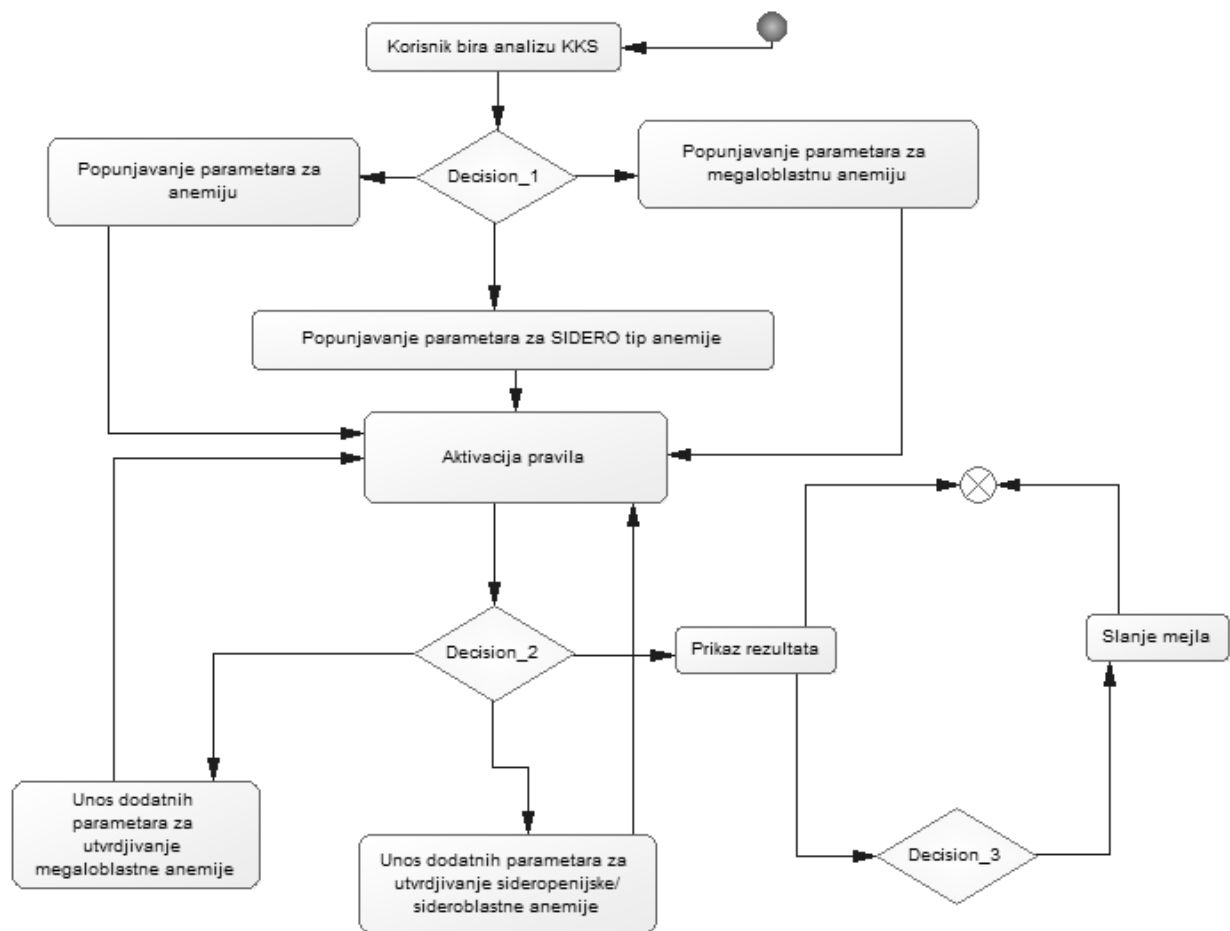 Korisnik bira analizu KKS
Popunjavanje parametara za
anemiju
Decision_1
Popunjavanje parametara za
megaloblastnu anemiju
Popunjavanje parametara za SIDERO tip anemije
Aktivacija pravila
Decision_2
Prikaz rezultata
Slanje mejla
Unos dodatnih
parametara za
utvrdjivanje
megaloblastne anemije
Unos dodatnih parametara za
utvrdjivanje sideropenijske/
sideroblastne anemije
Decision_3